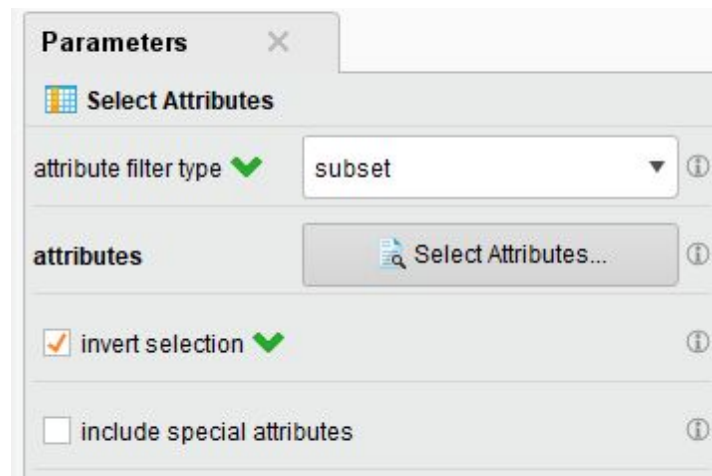 Parameters
Select Attributes
attribute filter type subset
attributes Select Attributes...
invert selection
include special attributes